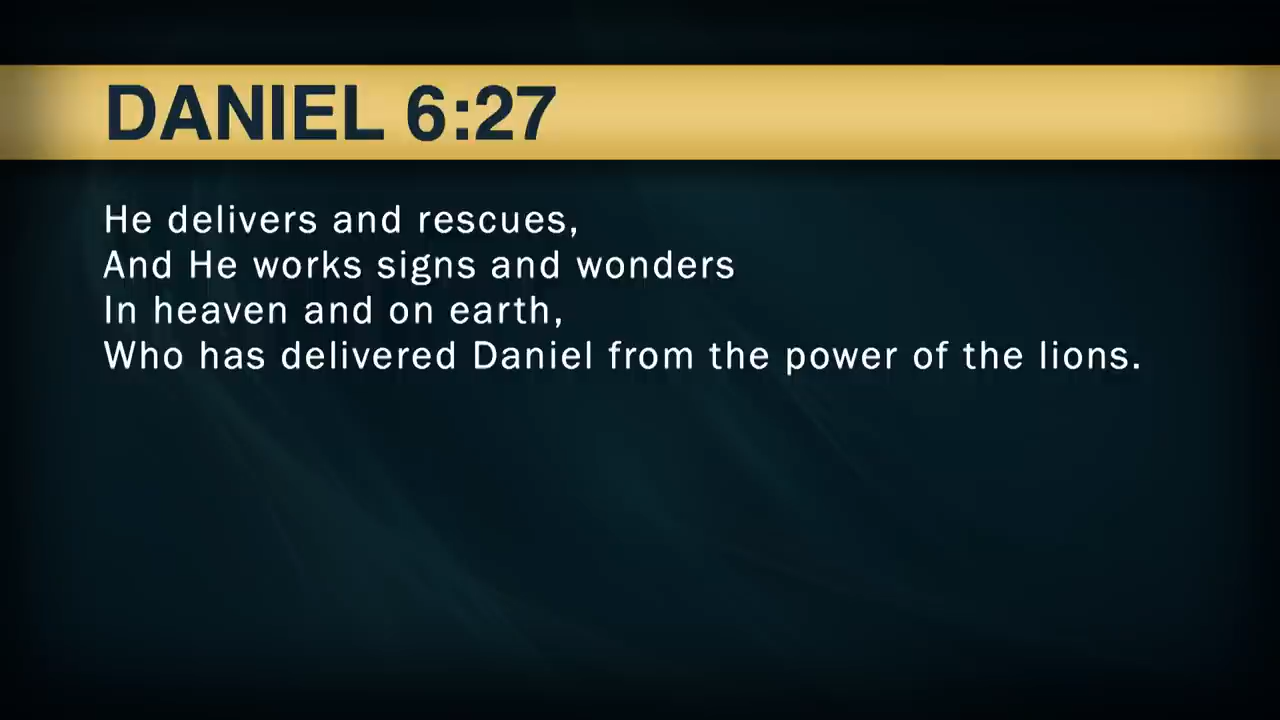 DANIEL 6:27
He delivers and rescues,
And He works signs and wonders
In heaven and on earth,
Who has delivered Daniel from the power of the lions.